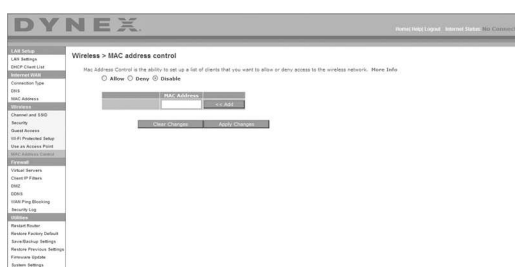 DYNEX.
Home|Help|Logout Internet Status: No Connect
LAN Setup
LAN Settings
DHCP Client List
Internet WAN
Connection Type
DNS
MAC Address
Wireless
Channel and SSID
Security
Guest Access
Wi-Fi Protected Setup
Use as Access Point
MAC Address Control
Firewall
Virtual Servers
Client IP Filters
DMZ
DDNS
WAN Ping Blocking
Security Log
Utilities
Restart Router
Restore Factory Default
Save/Backup Settings
Restore Previous Settings
Firmware Update
System Settings
Wireless > MAC address control
Mac Address Control is the ability to set up a list of clients that you want to allow or deny access to the wireless network. More Info
Allow Deny Disable
MAC Address
<< Add
Clear Changes Apply Changes